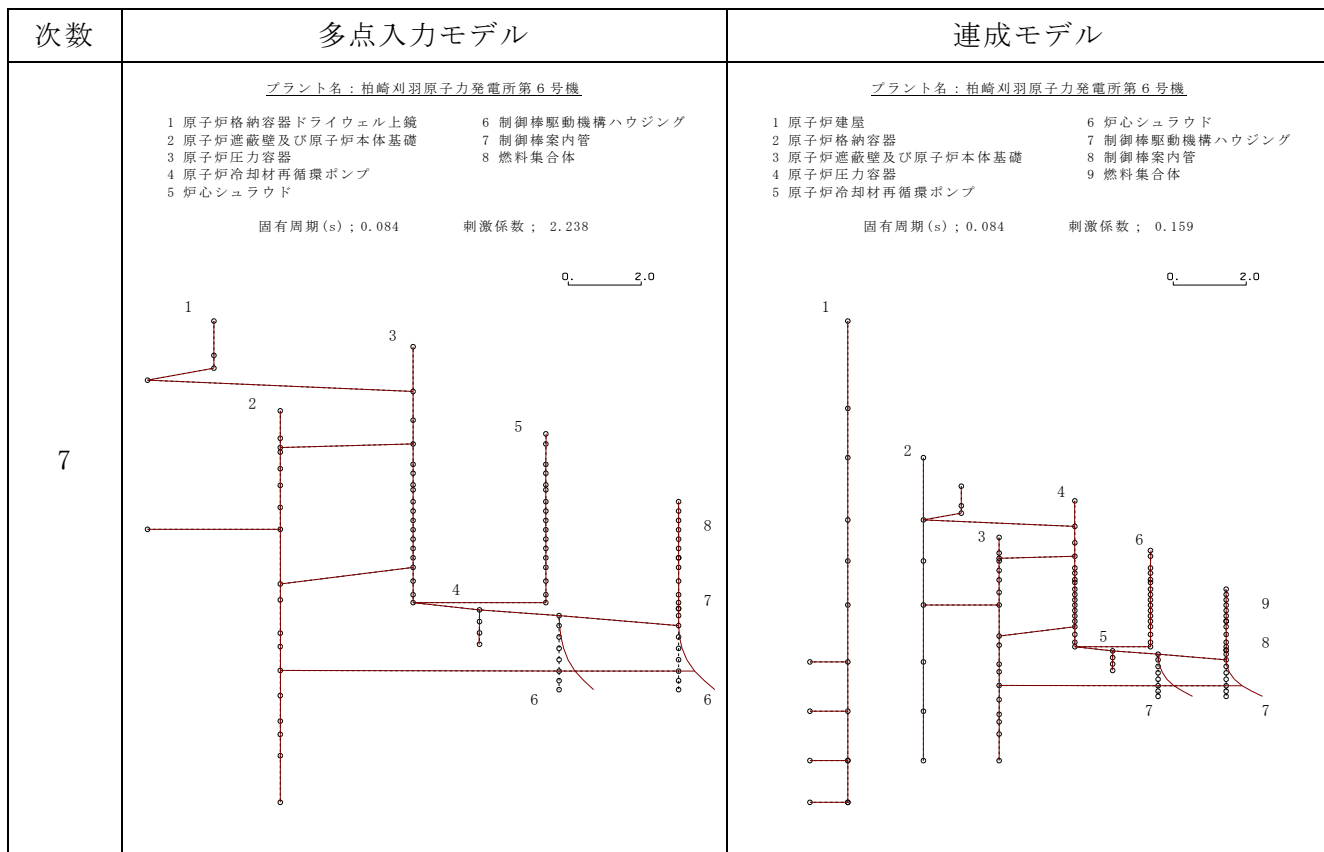 次数 多点入力モデル 連成モデル
プラント名：柏崎刈羽原子力発電所第６号機
1 原子炉格納容器ドライウェル上鏡
2 原子炉遮蔽壁及び原子炉本体基礎
3 原子炉圧力容器
4 原子炉冷却材再循環ポンプ
5 炉心シュラウド
6 制御棒駆動機構ハウジング
7 制御棒案内管
8 燃料集合体
固有周期(s)；0.084 刺激係数； 2.238
0. 2.0
1
3
2
5
8
4
7
6
6
プラント名：柏崎刈羽原子力発電所第６号機
1 原子炉建屋
2 原子炉格納容器
3 原子炉遮蔽壁及び原子炉本体基礎
4 原子炉圧力容器
5 原子炉冷却材再循環ポンプ
6 炉心シュラウド
7 制御棒駆動機構ハウジング
8 制御棒案内管
9 燃料集合体
固有周期(s)；0.084 刺激係数； 0.159
0. 2.0
1
2
4
3
6
9
5
8
7
7
7